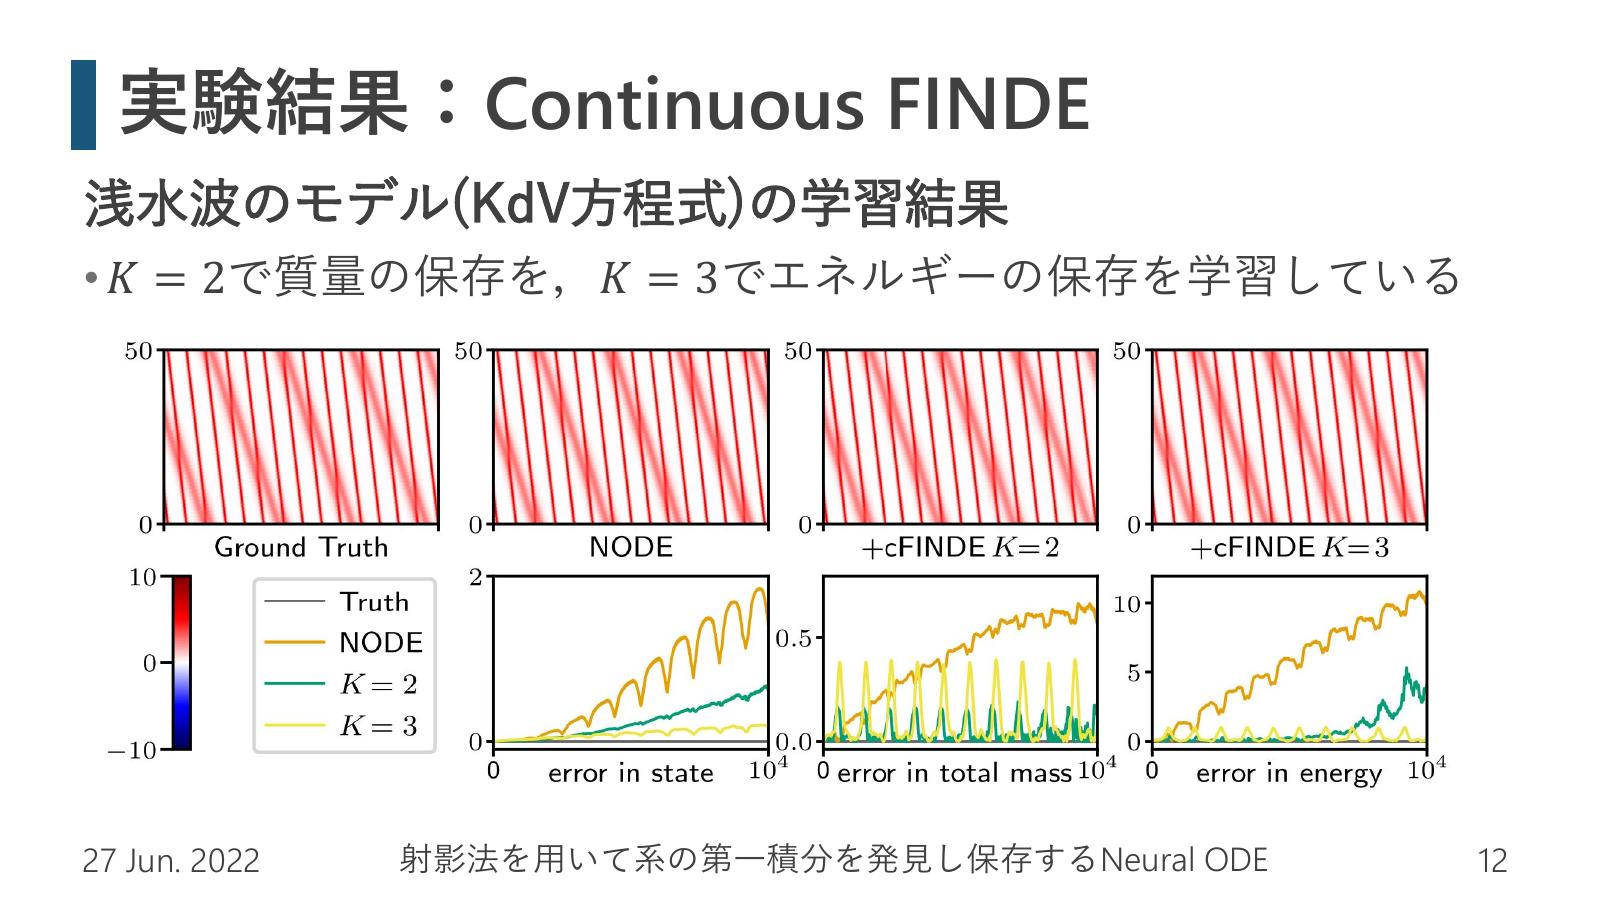 実験結果：Continuous FINDE
浅水波のモデル(KdV方程式)の学習結果
•K = 2で質量の保存を，K = 3でエネルギーの保存を学習している
50
0
Ground Truth
50
0
NODE
50
0
+cFINDE K=2
50
0
+cFINDE K=3
10
0
−10
Truth
NODE
K = 2
K = 3
2
0
0 error in state 10⁴
0.5
0.0
0 error in total mass 10⁴
10
5
0
0 error in energy 10⁴
27 Jun. 2022
射影法を用いて系の第一積分を発見し保存するNeural ODE
12